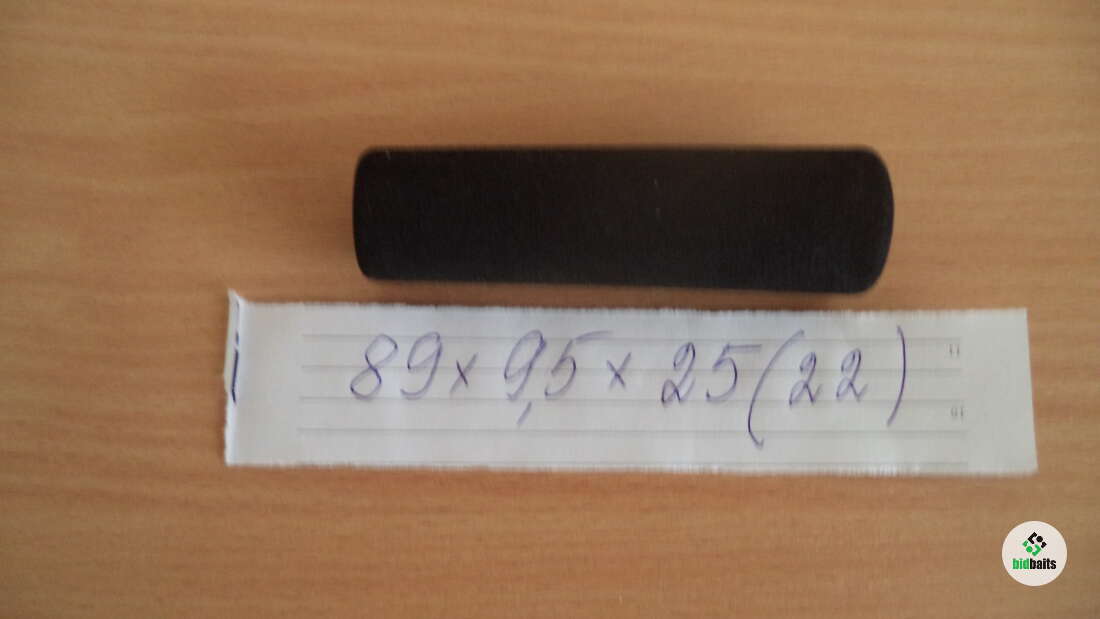 89 x 9,5 x 25 (22)
bidbaits